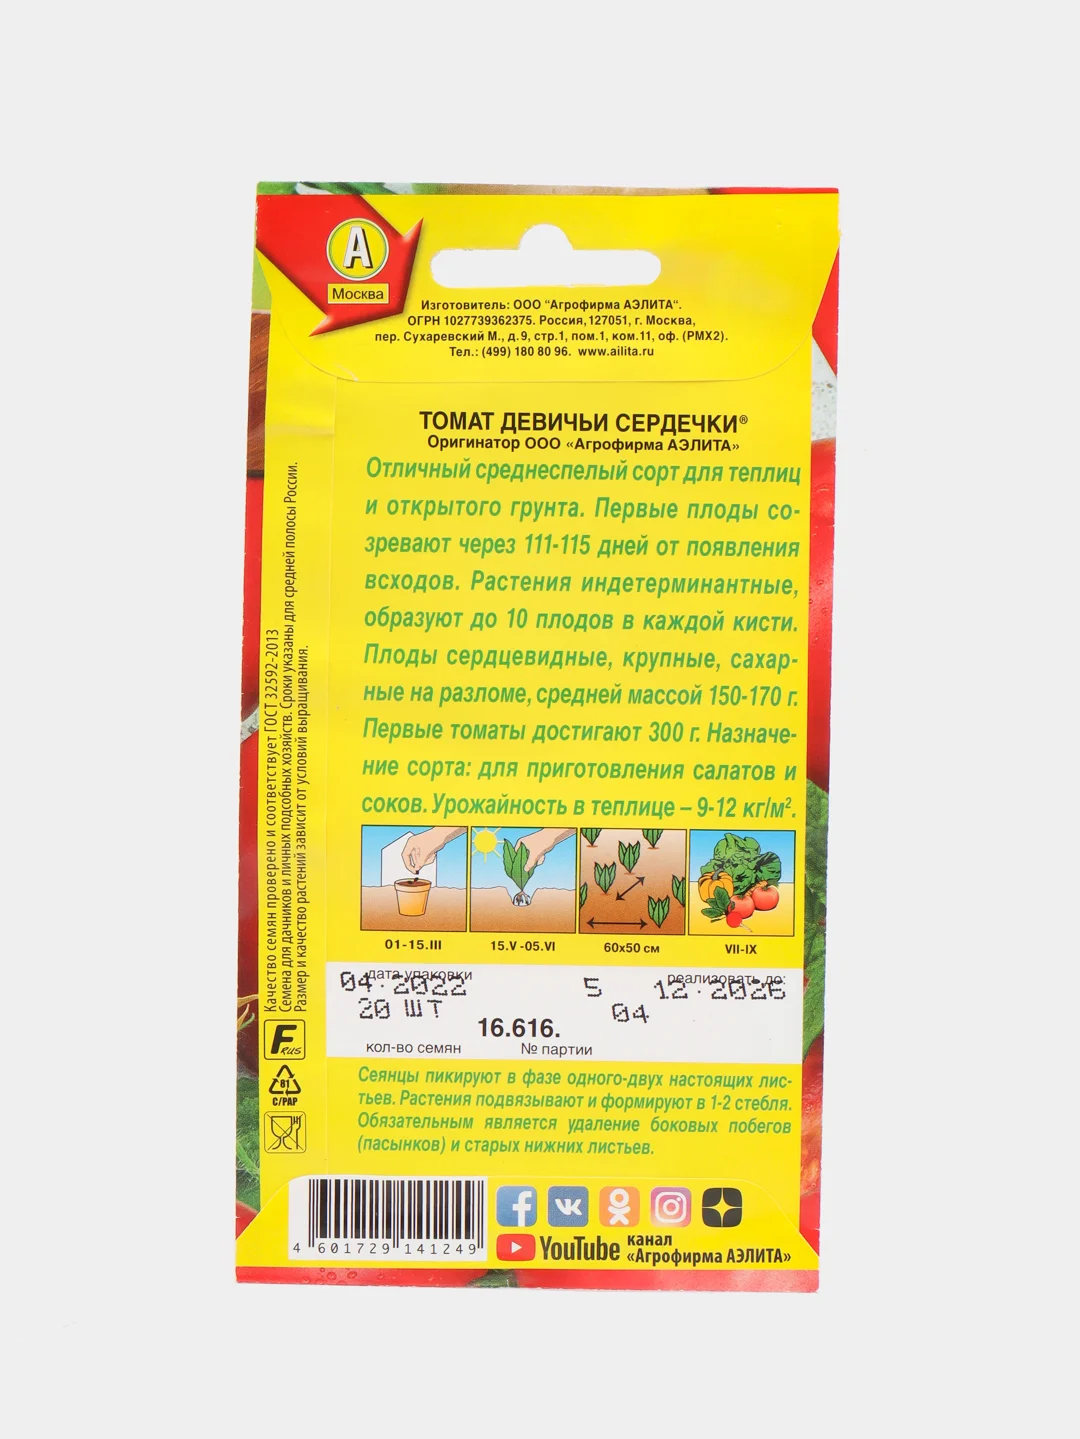 А
Москва
Изготовитель: ООО "Агрофирма АЭЛИТА".
ОГРН 1027739362375. Россия, 127051, г. Москва,
пер. Сухаревский М., д.9, стр.1, пом.1, ком.11, оф. (РМХ2).
Тел.: (499) 180 80 96. www.ailita.ru
ТОМАТ ДЕВИЧЬИ СЕРДЕЧКИ®
Оригинатор ООО «Агрофирма АЭЛИТА»
Отличный среднеспелый сорт для теплиц
и открытого грунта. Первые плоды со-
зревают через 111-115 дней от появления
всходов. Растения индетерминантные,
образуют до 10 плодов в каждой кисти.
Плоды сердцевидные, крупные, сахар-
ные на разломе, средней массой 150-170 г.
Первые томаты достигают 300 г. Назначе-
ние сорта: для приготовления салатов и
соков. Урожайность в теплице – 9-12 кг/м².
01-15.III
15.V-05.VI
60х50 см
VII-IX
дата упаковки
реализовать до:
04.2022
5
12.2026
20 ШТ
04
16.616.
кол-во семян
№ партии
Сеянцы пикируют в фазе одного-двух настоящих лис-
тьев. Растения подвязывают и формируют в 1-2 стебля.
Обязательным является удаление боковых побегов
(пасынков) и старых нижних листьев.
Качество семян проверено и соответствует ГОСТ 32592-2013
Семена для дачников и личных подсобных хозяйств. Сроки указаны для средней полосы России.
Размер и качество растений зависит от условий выращивания.
F RUS
81
C/PAP
4 601729 141249
YouTube
канал
«Агрофирма АЭЛИТА»